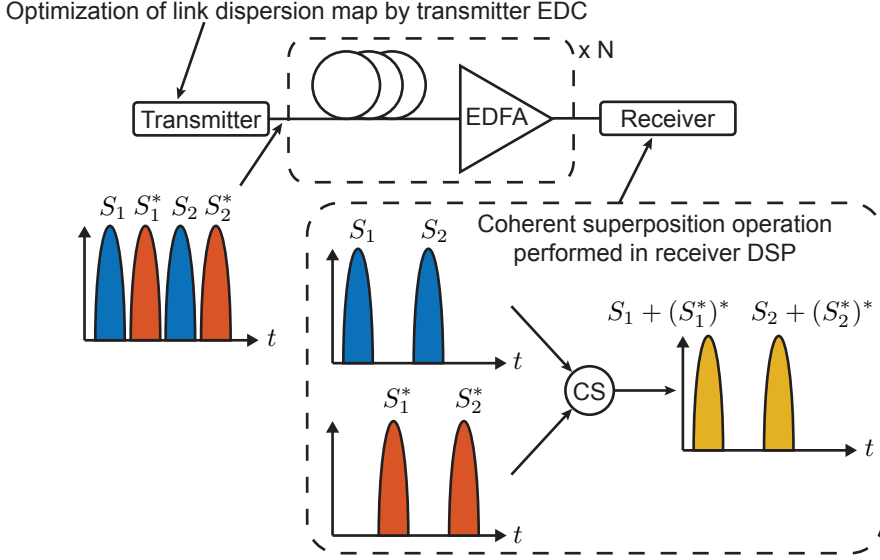 Optimization of link dispersion map by transmitter EDC
x N
Transmitter
EDFA
Receiver
S₁ S₁* S₂ S₂*
t
Coherent superposition operation
performed in receiver DSP
S₁ S₂
t
S₁* S₂*
t
CS
S₁ + (S₁*)* S₂ + (S₂*)*
t